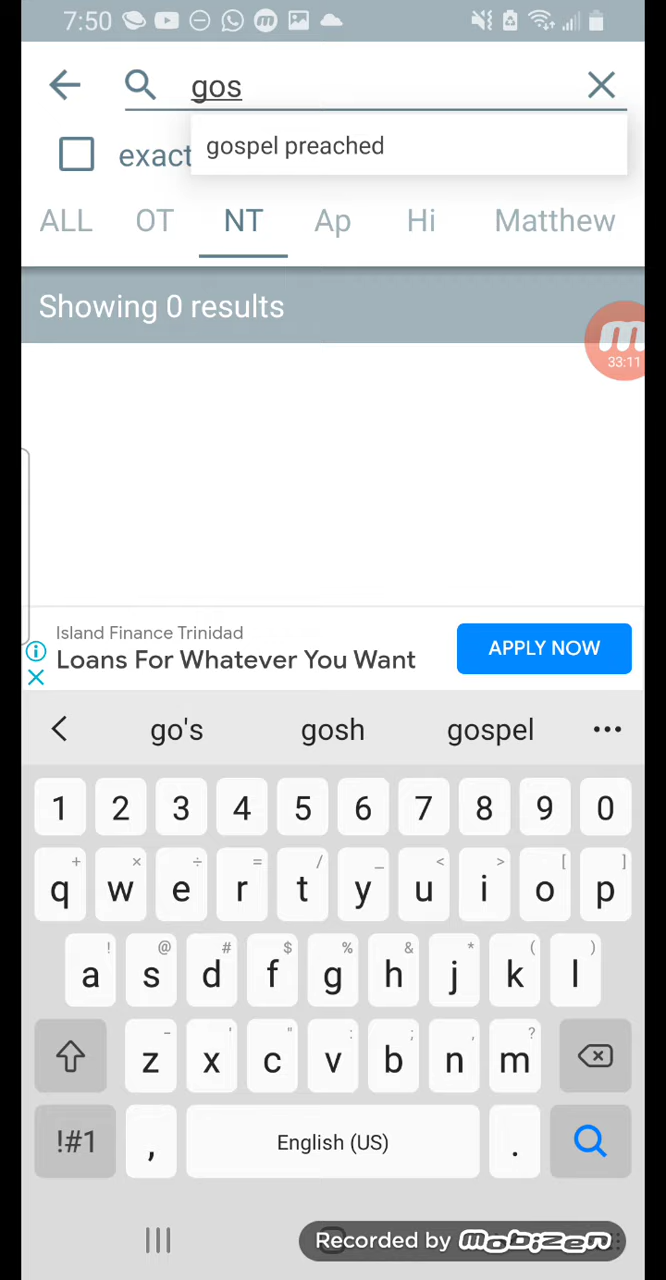 7:50
gos
gospel preached
exact
ALL OT NT Ap Hi Matthew
Showing 0 results
33:11
Island Finance Trinidad
Loans For Whatever You Want
APPLY NOW
go's gosh gospel
1 2 3 4 5 6 7 8 9 0
+ × ÷ = / _ < > [ ]
q w e r t y u i o p
! @ # $ % & * ( )
a s d f g h j k l
- ' " : ; , ?
z x c v b n m
!#1 , English (US) .
Recorded by mobizen